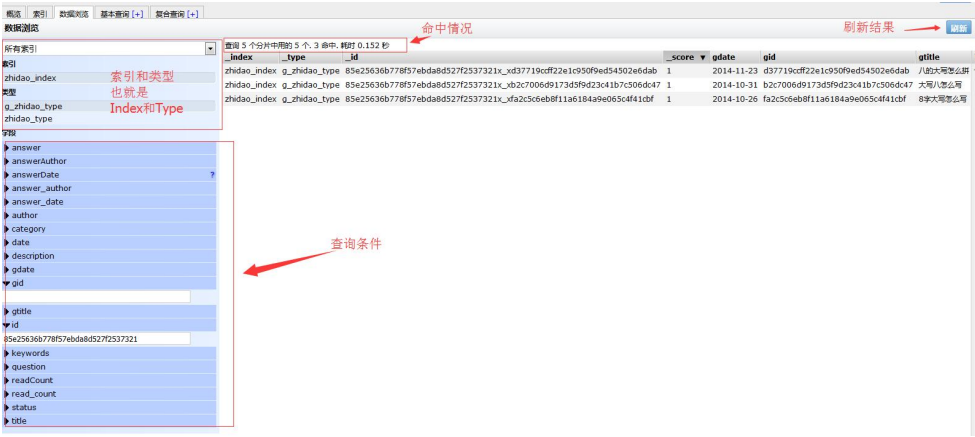 概览 索引 数据浏览 基本查询 [+] 复合查询 [+]
数据浏览
命中情况
刷新结果
刷新
所有索引
索引
zhidao_index
类型
g_zhidao_type
zhidao_type
索引和类型
也就是
Index和Type
查询 5 个分片中用的 5 个. 3 命中. 耗时 0.152 秒
_index _type _id _score ▼ gdate gid gtitle
zhidao_index g_zhidao_type 85e25636b778f57ebda8d527f2537321x_xd37719cff22e1c950f9ed54502e6dab 1 2014-11-23 d37719cff22e1c950f9ed54502e6dab 八的大写怎么拼
zhidao_index g_zhidao_type 85e25636b778f57ebda8d527f2537321x_xb2c7006d9173d5f9d23c41b7c506dc47 1 2014-10-31 b2c7006d9173d5f9d23c41b7c506dc47 大写八怎么写
zhidao_index g_zhidao_type 85e25636b778f57ebda8d527f2537321x_xfa2c5c6eb8f11a6184a9e065c4f41cbf 1 2014-10-26 fa2c5c6eb8f11a6184a9e065c4f41cbf 8字大写怎么写
字段
answer
answerAuthor
answerDate ?
answer_author
answer_date
author
category
date
description
gdate
gid
gtitle
id
85e25636b778f57ebda8d527f2537321
keywords
question
readCount
read_count
status
title
查询条件